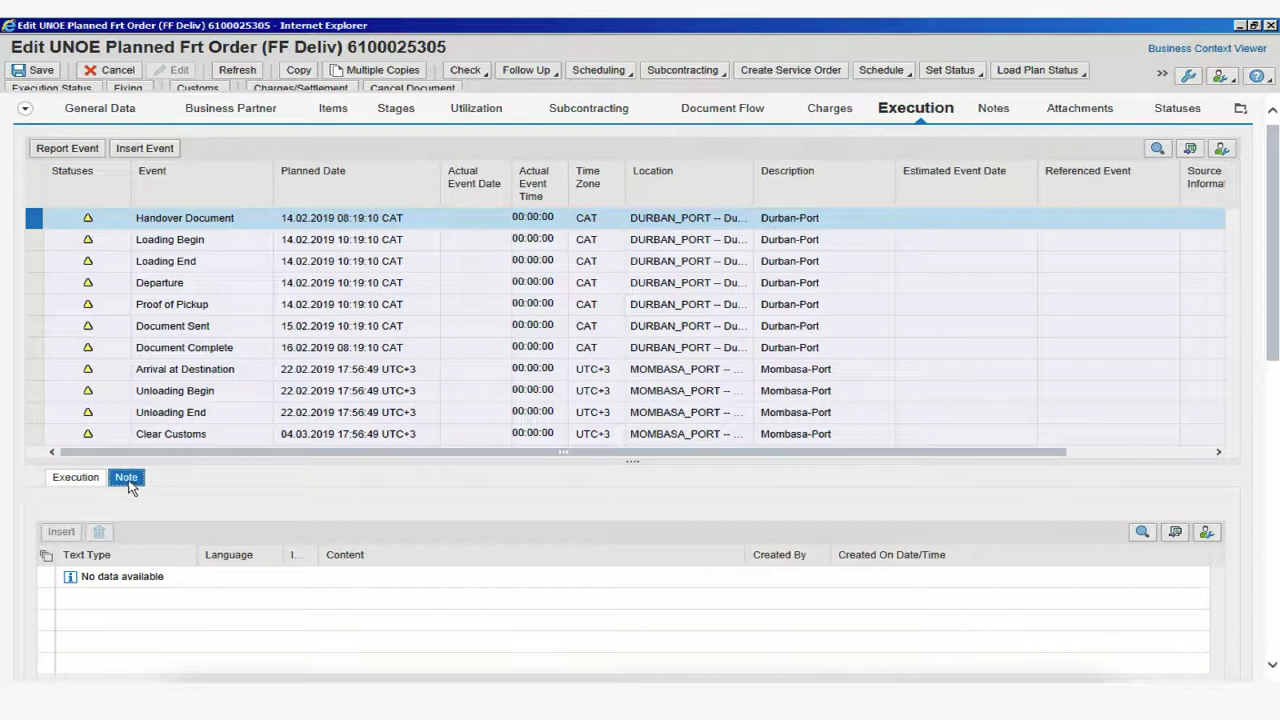 Edit UNOE Planned Frt Order (FF Deliv) 6100025305 - Internet Explorer
Edit UNOE Planned Frt Order (FF Deliv) 6100025305
Business Context Viewer
Save Cancel Edit Refresh Copy Multiple Copies Check Follow Up Scheduling Subcontracting Create Service Order Schedule Set Status Load Plan Status
Execution Status Fixing Customs Charges/Settlement Cancel Document
General Data Business Partner Items Stages Utilization Subcontracting Document Flow Charges Execution Notes Attachments Statuses
Report Event Insert Event
Statuses Event Planned Date Actual Event Date Actual Event Time Time Zone Location Description Estimated Event Date Referenced Event Source
Handover Document 14.02.2019 08:19:10 CAT 00:00:00 CAT DURBAN_PORT -- Du... Durban-Port
Loading Begin 14.02.2019 10:19:10 CAT 00:00:00 CAT DURBAN_PORT -- Du... Durban-Port
Loading End 14.02.2019 10:19:10 CAT 00:00:00 CAT DURBAN_PORT -- Du... Durban-Port
Departure 14.02.2019 10:19:10 CAT 00:00:00 CAT DURBAN_PORT -- Du... Durban-Port
Proof of Pickup 14.02.2019 10:19:10 CAT 00:00:00 CAT DURBAN_PORT -- Du... Durban-Port
Document Sent 15.02.2019 10:19:10 CAT 00:00:00 CAT DURBAN_PORT -- Du... Durban-Port
Document Complete 16.02.2019 08:19:10 CAT 00:00:00 CAT DURBAN_PORT -- Du... Durban-Port
Arrival at Destination 22.02.2019 17:56:49 UTC+3 00:00:00 UTC+3 MOMBASA_PORT -- ... Mombasa-Port
Unloading Begin 22.02.2019 17:56:49 UTC+3 00:00:00 UTC+3 MOMBASA_PORT -- ... Mombasa-Port
Unloading End 22.02.2019 17:56:49 UTC+3 00:00:00 UTC+3 MOMBASA_PORT -- ... Mombasa-Port
Clear Customs 04.03.2019 17:56:49 UTC+3 00:00:00 UTC+3 MOMBASA_PORT -- ... Mombasa-Port
Execution Note
Insert
Text Type Language I... Content Created By Created On Date/Time
No data available